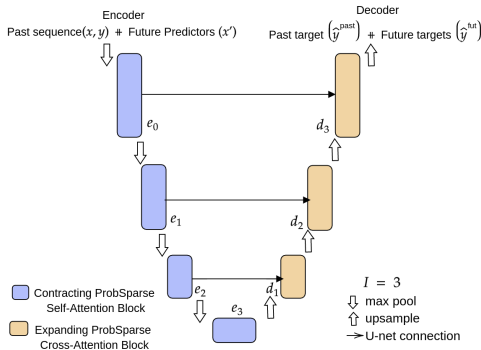 Encoder
Past sequence(x, y) + Future Predictors (x′)
Decoder
Past target (ŷ^past) + Future targets (ŷ^fut)
e₀
d₃
e₁
d₂
e₂
d₁
e₃
Contracting ProbSparse
Self-Attention Block
Expanding ProbSparse
Cross-Attention Block
I = 3
max pool
upsample
U-net connection